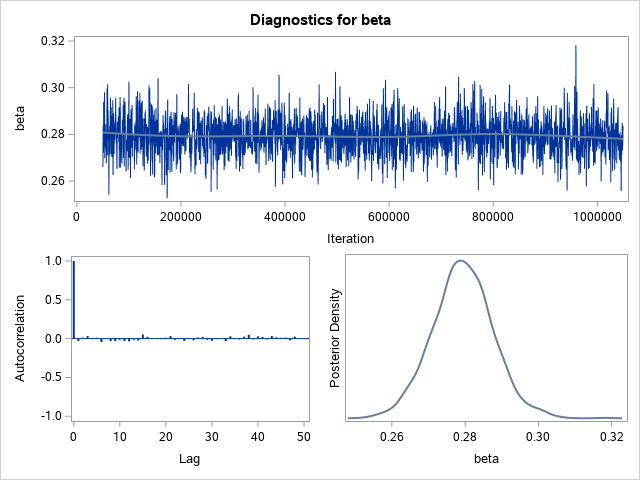 Diagnostics for beta
0.32
0.30
0.28
0.26
beta
0 200000 400000 600000 800000 1000000
Iteration
1.0
0.5
0.0
-0.5
-1.0
Autocorrelation
0 10 20 30 40 50
Lag
Posterior Density
0.26 0.28 0.30 0.32
beta